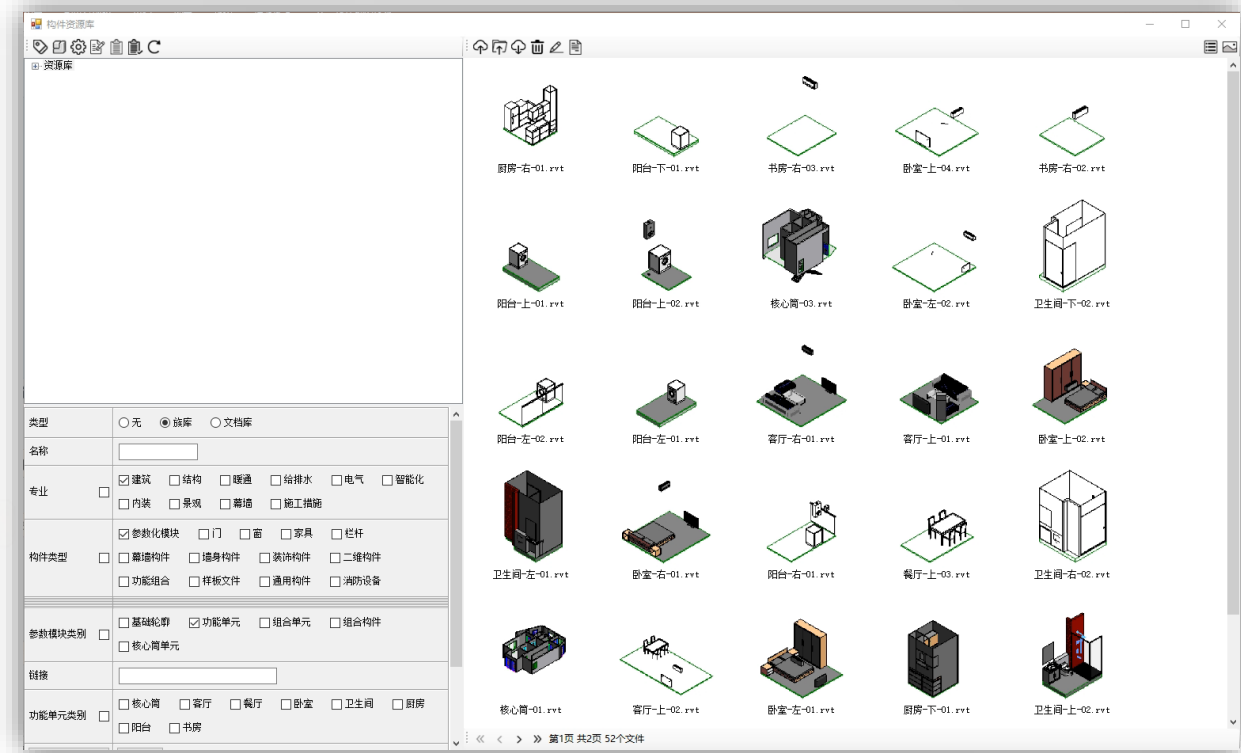 构件资源库
资源库
类型
无 族库 文档库
名称
专业
建筑 结构 暖通 给排水 电气 智能化
内装 景观 幕墙 施工措施
构件类型
参数化模块 门 窗 家具 栏杆
幕墙构件 墙身构件 装饰构件 二维构件
功能组合 样板文件 通用构件 消防设备
参数模块类别
基础轮廓 功能单元 组合单元 组合构件
核心筒单元
链接
功能单元类别
核心筒 客厅 餐厅 卧室 卫生间 厨房
阳台 书房
厨房-右-01.rvt 阳台-下-01.rvt 书房-右-03.rvt 卧室-上-04.rvt 书房-右-02.rvt
阳台-上-01.rvt 阳台-上-02.rvt 核心筒-03.rvt 卧室-左-02.rvt 卫生间-下-02.rvt
阳台-左-02.rvt 阳台-左-01.rvt 客厅-右-01.rvt 客厅-上-01.rvt 卧室-上-02.rvt
卫生间-左-01.rvt 卧室-右-01.rvt 阳台-右-01.rvt 餐厅-上-03.rvt 卫生间-右-02.rvt
核心筒-01.rvt 客厅-上-02.rvt 卧室-左-01.rvt 厨房-下-01.rvt 卫生间-上-02.rvt
第1页 共2页 52个文件